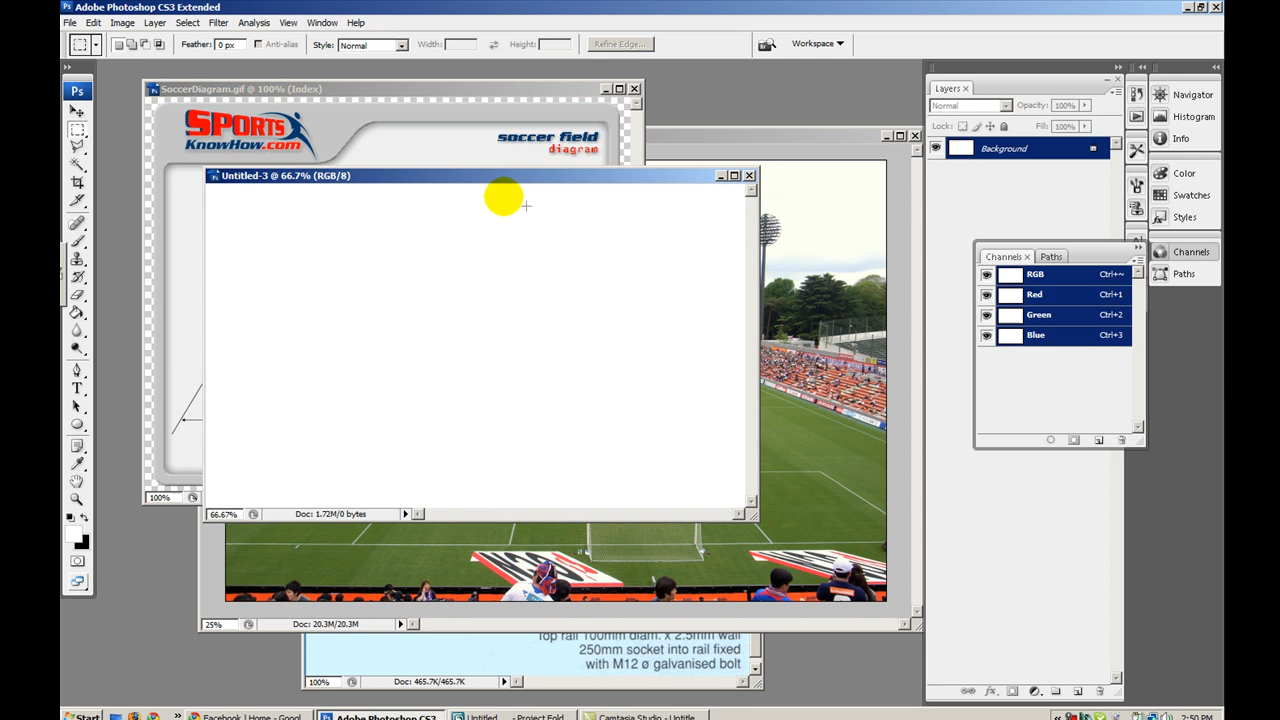 Adobe Photoshop CS3 Extended
File Edit Image Layer Select Filter Analysis View Window Help
Feather: 0 px Anti-alias Style: Normal Width: Height: Refine Edge... Workspace
Ps
SoccerDiagram.gif @ 100% (Index)
SPORTS
KNOWHOW.COM
soccer field
diagram
Untitled-3 @ 66.7% (RGB/8)
66.67% Doc: 1.72M/0 bytes
100%
25% Doc: 20.3M/20.3M
Top rail 100mm diam. x 2.5mm wall
250mm socket into rail fixed
with M12 ø galvanised bolt
100% Doc: 465.7K/465.7K
Layers
Normal Opacity: 100%
Lock: Fill: 100%
Background
Channels Paths
RGB Ctrl+~
Red Ctrl+1
Green Ctrl+2
Blue Ctrl+3
Navigator
Histogram
Info
Color
Swatches
Styles
Channels
Paths
Start Facebook | Home - Googl... Adobe Photoshop CS3 ... Untitled - Project Fold... Camtasia Studio - Untitle... 2:50 PM